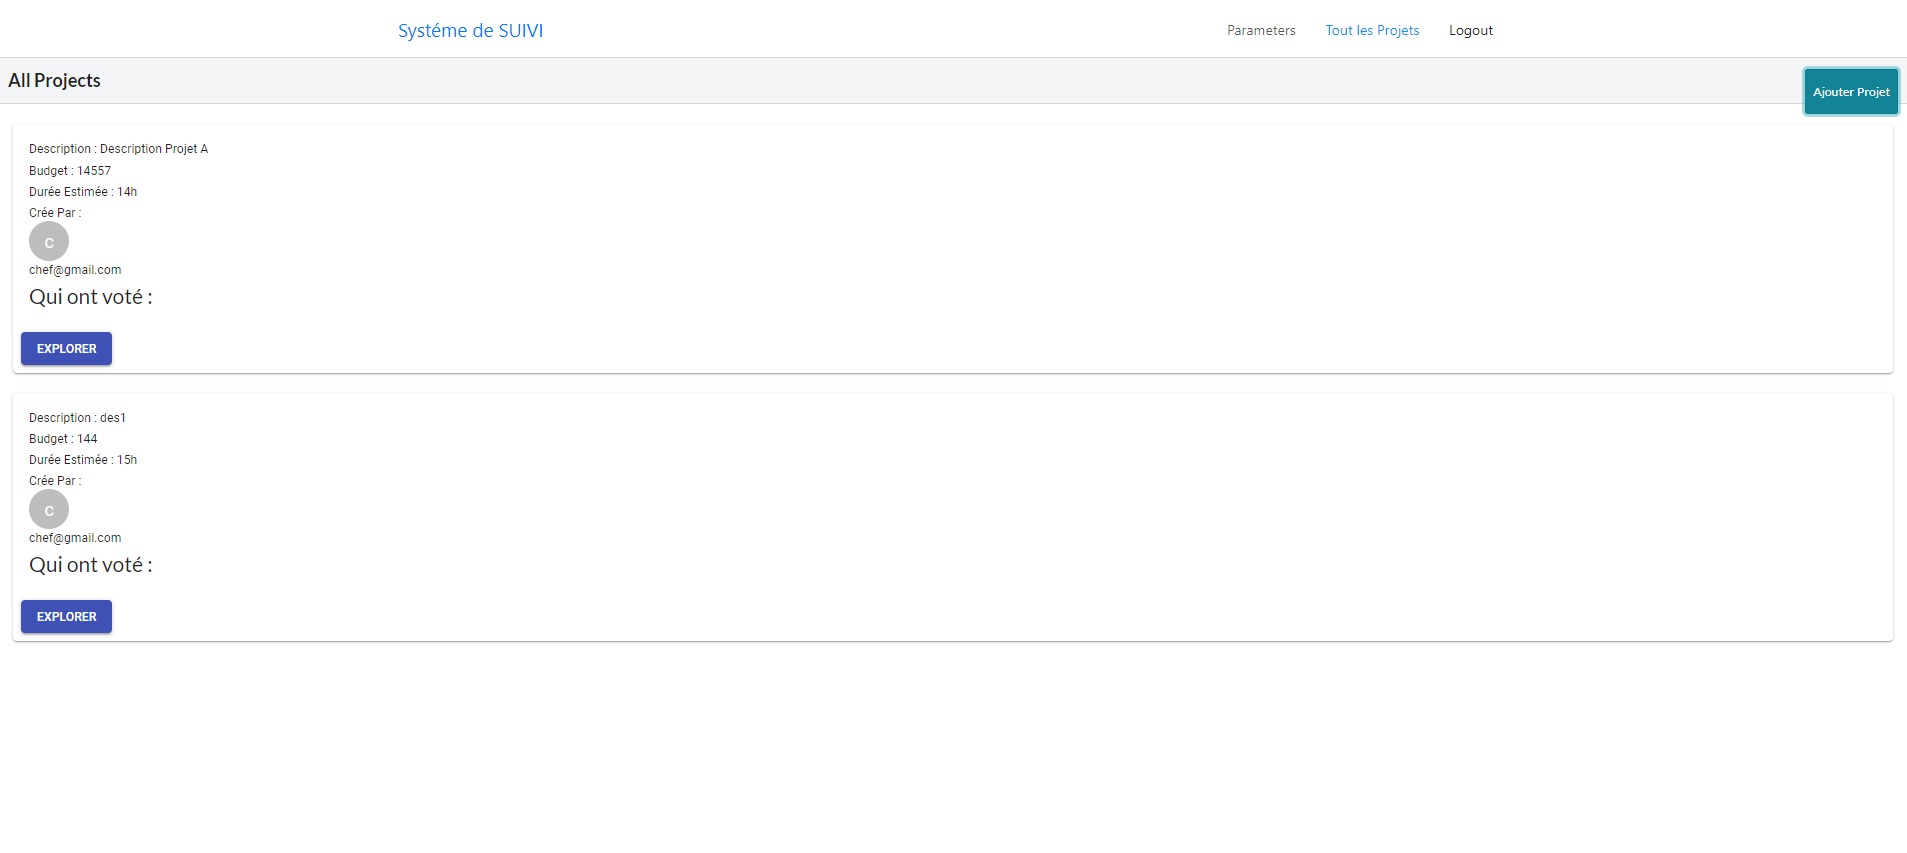 Systéme de SUIVI
Parameters
Tout les Projets
Logout
All Projects
Ajouter Projet
Description : Description Projet A
Budget : 14557
Durée Estimée : 14h
Crée Par :
C
chef@gmail.com
Qui ont voté :
EXPLORER
Description : des1
Budget : 144
Durée Estimée : 15h
Crée Par :
C
chef@gmail.com
Qui ont voté :
EXPLORER